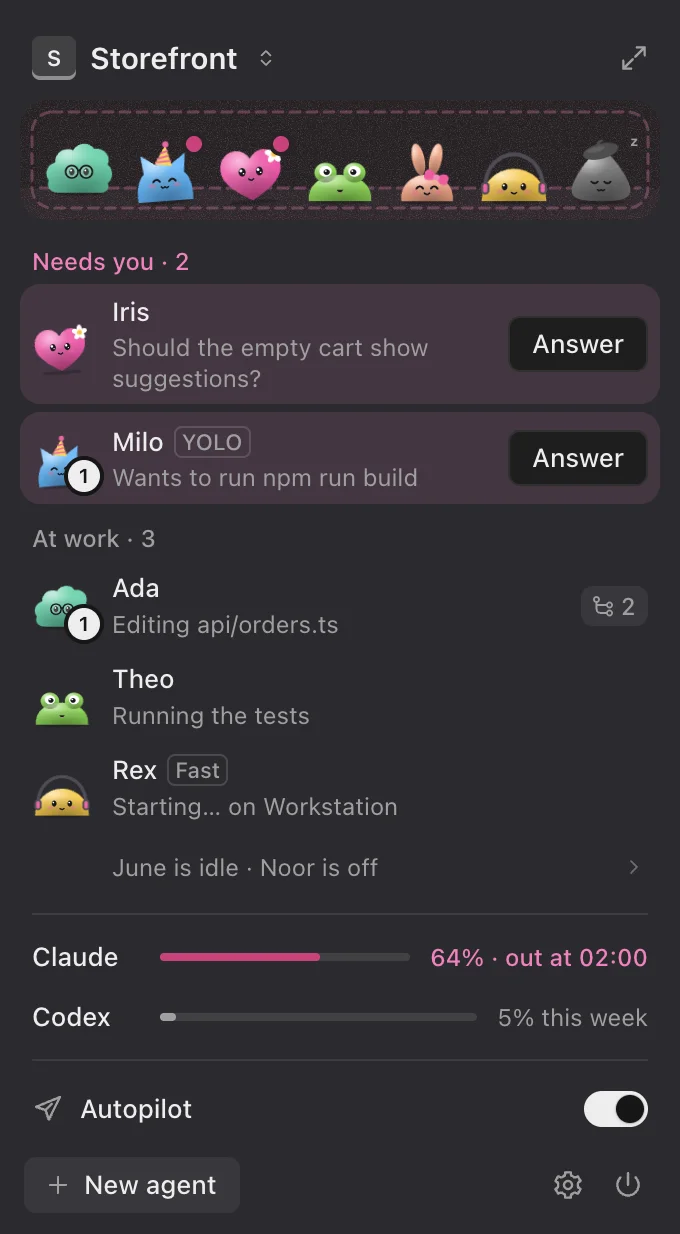 S Storefront
z
Needs you · 2
Iris
Should the empty cart show
suggestions?
Answer
Milo YOLO
1
Wants to run npm run build
Answer
At work · 3
Ada
1
Editing api/orders.ts
2
Theo
Running the tests
Rex Fast
Starting... on Workstation
June is idle · Noor is off
Claude 64% · out at 02:00
Codex 5% this week
Autopilot
New agent